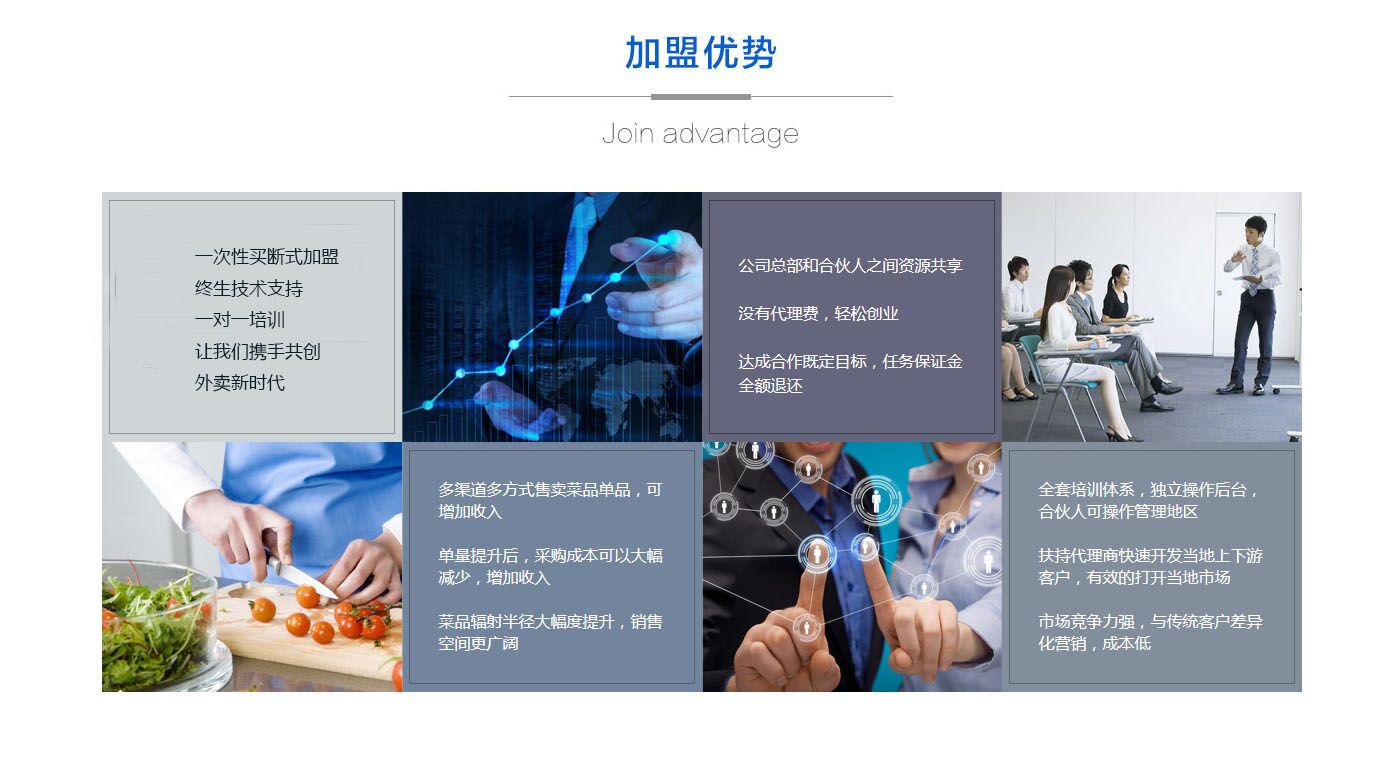 加盟优势
Join advantage
一次性买断式加盟
终生技术支持
一对一培训
让我们携手共创
外卖新时代
公司总部和合伙人之间资源共享
没有代理费，轻松创业
达成合作既定目标，任务保证金
全额退还
多渠道多方式售卖菜品单品，可
增加收入
单量提升后，采购成本可以大幅
减少，增加收入
菜品辐射半径大幅度提升，销售
空间更广阔
全套培训体系，独立操作后台，
合伙人可操作管理地区
扶持代理商快速开发当地上下游
客户，有效的打开当地市场
市场竞争力强，与传统客户差异
化营销，成本低